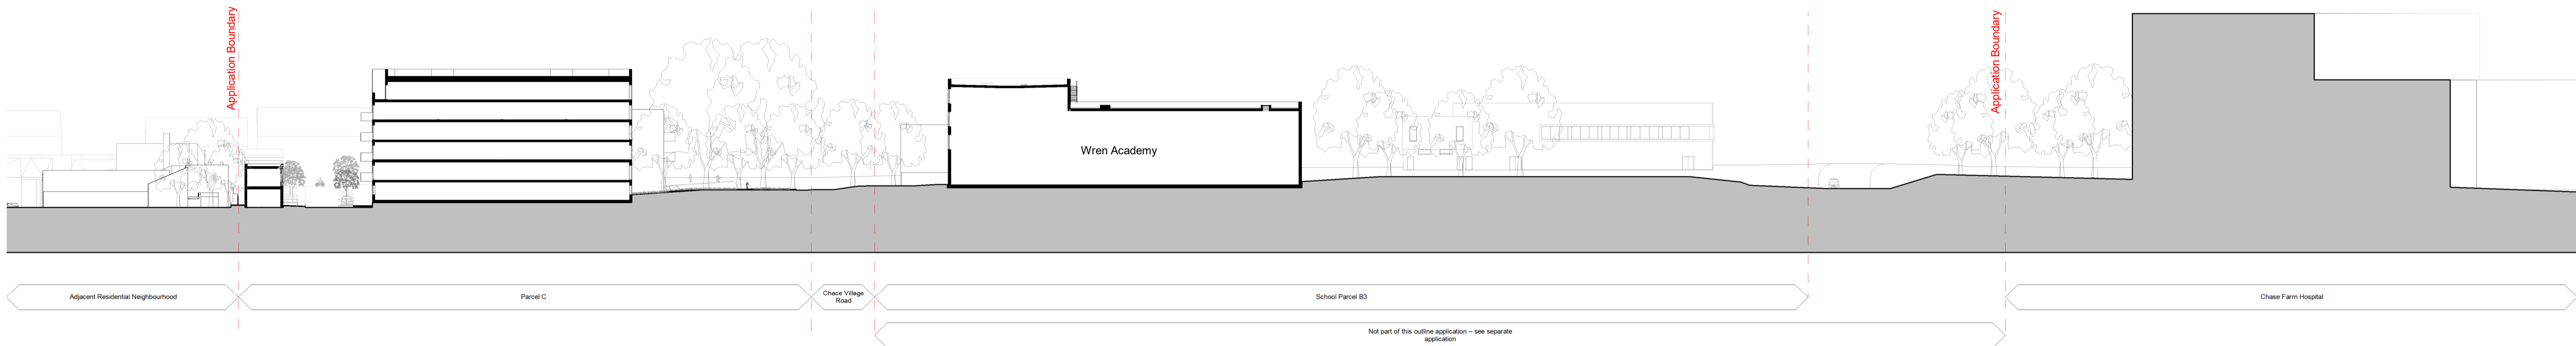 Application Boundary
Application Boundary
Wren Academy
Adjacent Residential Neighbourhood
Parcel C
Chace Village
Road
School Parcel B3
Chase Farm Hospital
Not part of this outline application – see separate
application